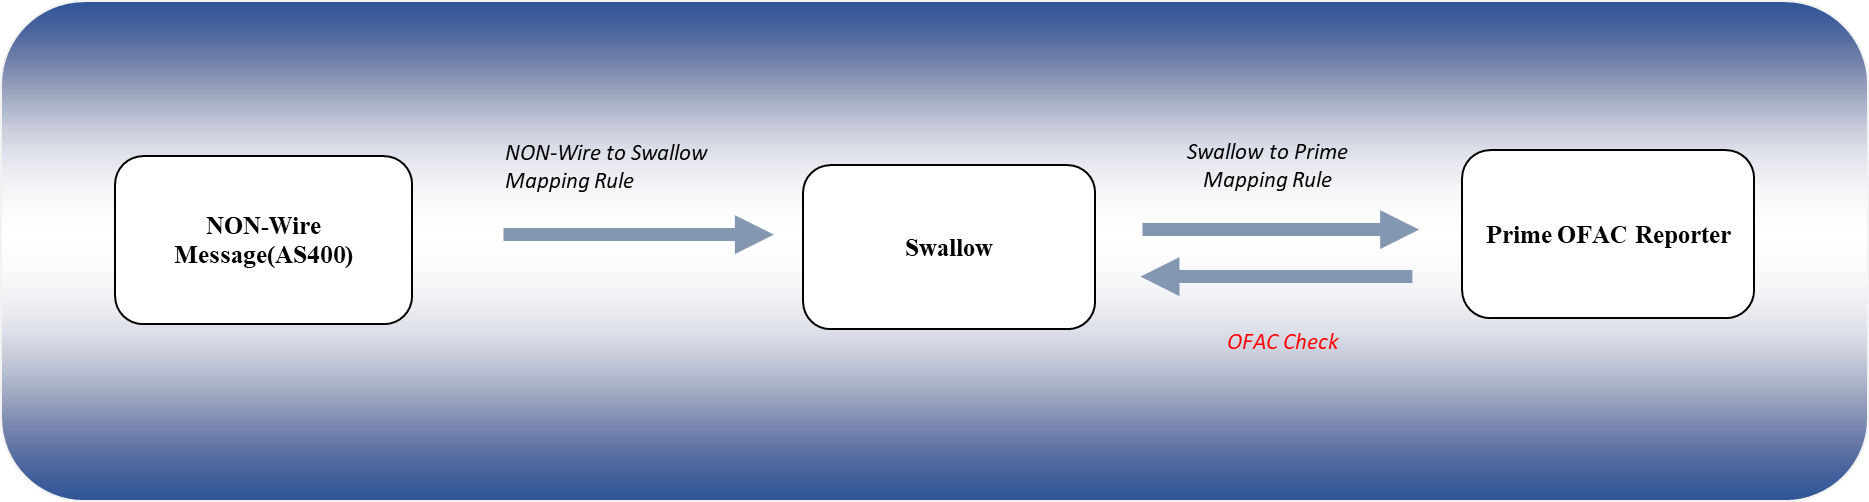 NON-Wire
Message(AS400)
NON-Wire to Swallow
Mapping Rule
Swallow
Swallow to Prime
Mapping Rule
OFAC Check
Prime OFAC Reporter